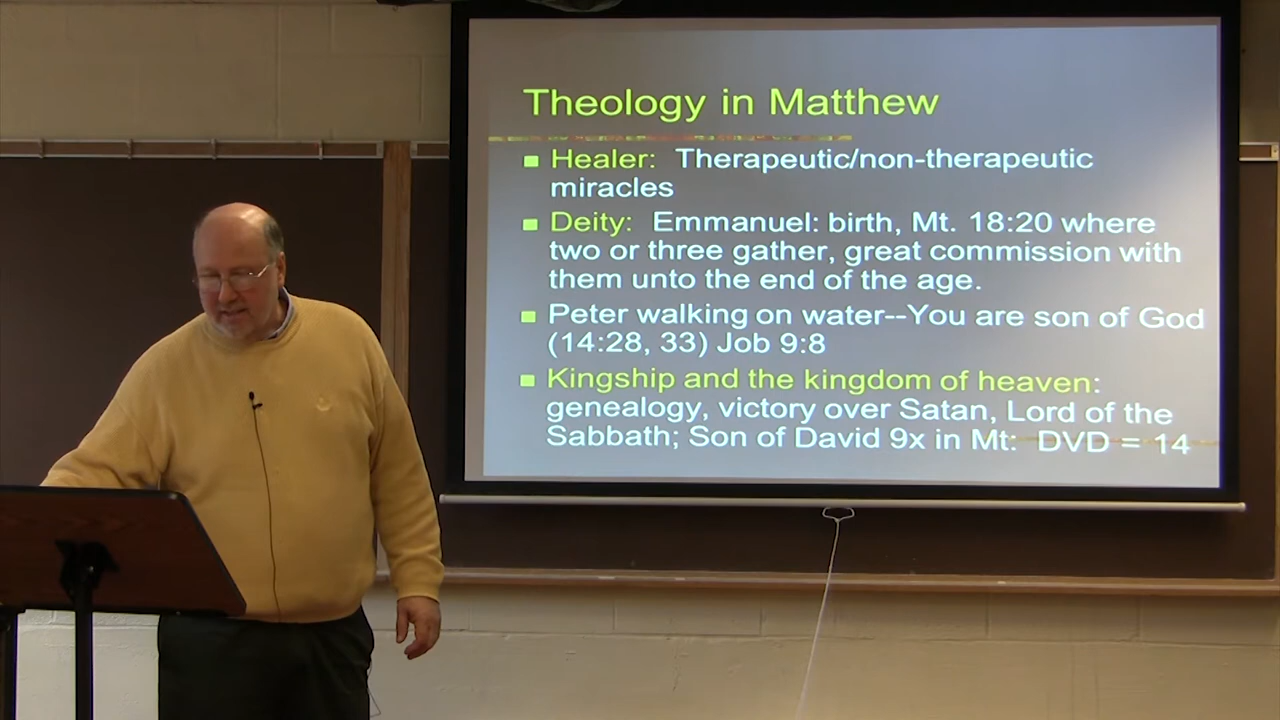 Theology in Matthew
Healer: Therapeutic/non-therapeutic
miracles
Deity: Emmanuel: birth, Mt. 18:20 where
two or three gather, great commission with
them unto the end of the age.
Peter walking on water--You are son of God
(14:28, 33) Job 9:8
Kingship and the kingdom of heaven:
genealogy, victory over Satan, Lord of the
Sabbath; Son of David 9x in Mt: DVD = 14